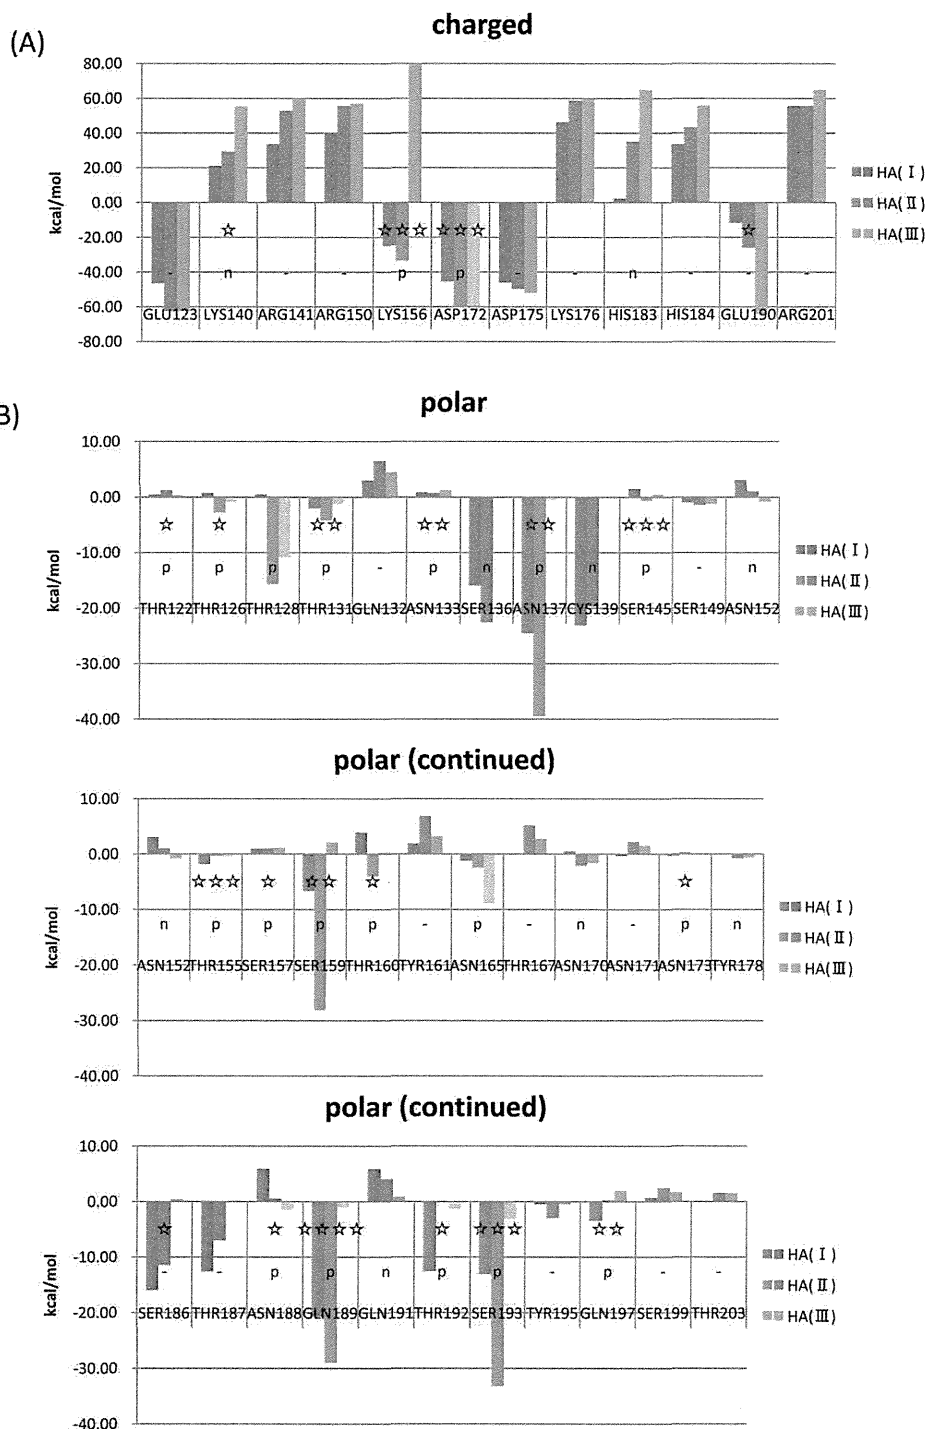 (A)
charged
80.00
60.00
40.00
20.00
0.00
-20.00
-40.00
-60.00
-80.00
kcal/mol
☆ ☆☆☆ ☆☆☆ ☆
- n - - p p - - n - - -
GLU123 LYS140 ARG141 ARG150 LYS156 ASP172 ASP175 LYS176 HIS183 HIS184 GLU190 ARG201
HA(Ⅰ)
HA(Ⅱ)
HA(Ⅲ)
B)
polar
10.00
0.00
-10.00
-20.00
-30.00
-40.00
kcal/mol
☆ ☆ ☆☆ ☆☆ ☆☆ ☆☆☆
p p p p - p n p n p - n
THR122 THR126 THR128 THR131 GLN132 ASN133 SER136 ASN137 CYS139 SER145 SER149 ASN152
HA(Ⅰ)
HA(Ⅱ)
HA(Ⅲ)
polar (continued)
10.00
0.00
-10.00
-20.00
-30.00
-40.00
kcal/mol
☆☆☆ ☆ ☆☆ ☆ ☆
n p p p p - p - n - p n
ASN152 THR155 SER157 SER159 THR160 TYR161 ASN165 THR167 ASN170 ASN171 ASN173 TYR178
HA(Ⅰ)
HA(Ⅱ)
HA(Ⅲ)
polar (continued)
10.00
0.00
-10.00
-20.00
-30.00
-40.00
kcal/mol
☆ ☆ ☆☆☆☆ ☆ ☆☆☆ ☆☆
- - p p n p p - p - -
SER186 THR187 ASN188 GLN189 GLN191 THR192 SER193 TYR195 GLN197 SER199 THR203
HA(Ⅰ)
HA(Ⅱ)
HA(Ⅲ)